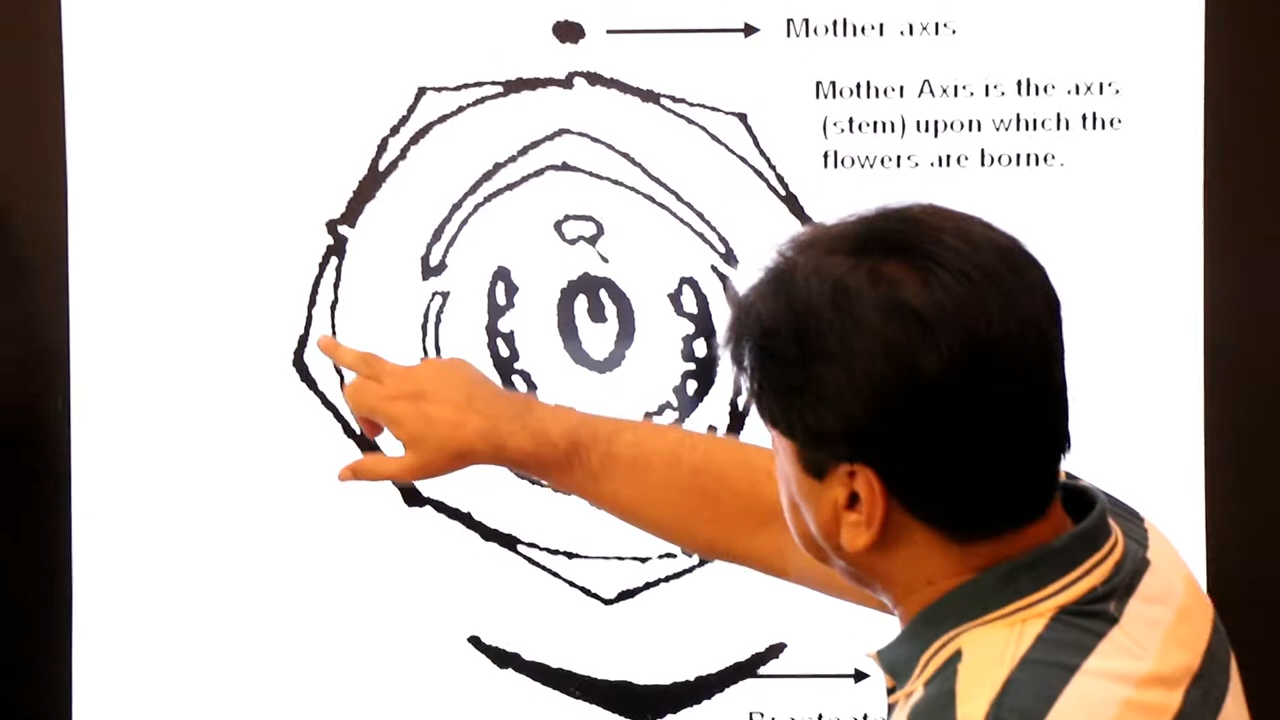 Mother axis
Mother Axis is the axis
(stem) upon which the
flowers are borne.